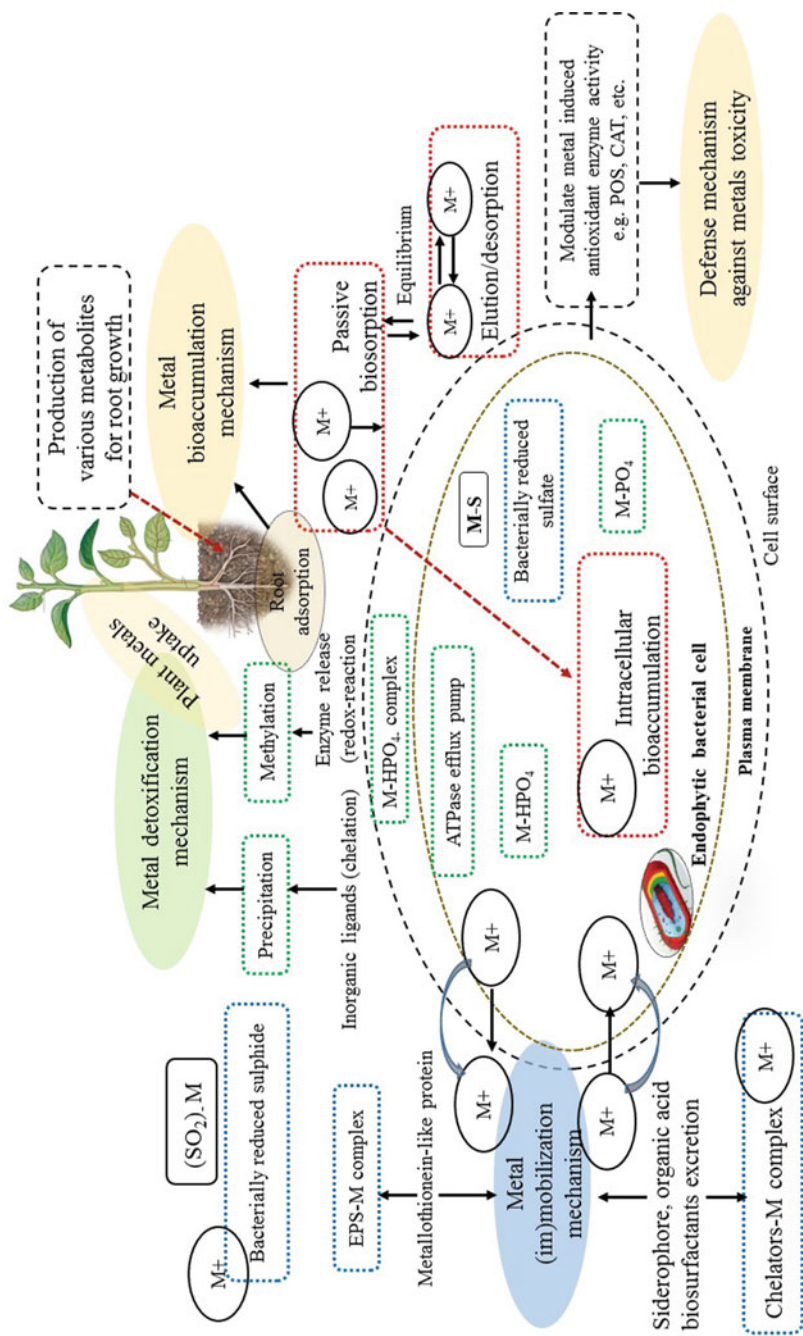 (SO2)-M
M+
Bacterially reduced sulphide
EPS-M complex
Metallothionein-like protein
Metal
(im)mobilization
mechanism
Siderophore, organic acid
biosurfactants excretion
Chelators-M complex
M+
Metal detoxification
mechanism
Plant metals
uptake
Precipitation
Methylation
Inorganic ligands (chelation)
Enzyme release
(redox-reaction
Root
adsorption
Production of
various metabolites
for root growth
Metal
bioaccumulation
mechanism
M+
M+
Passive
biosorption
Equilibrium
M+
M+
Elution/desorption
M-HPO4. complex
ATPase efflux pump
M-HPO4
M+
M+
M+
M+
M-S
Bacterially reduced
sulfate
M-PO4
M+
Intracellular
bioaccumulation
Endophytic bacterial cell
Plasma membrane
Cell surface
Modulate metal induced
antioxidant enzyme activity
e.g. POS, CAT, etc.
Defense mechanism
against metals toxicity